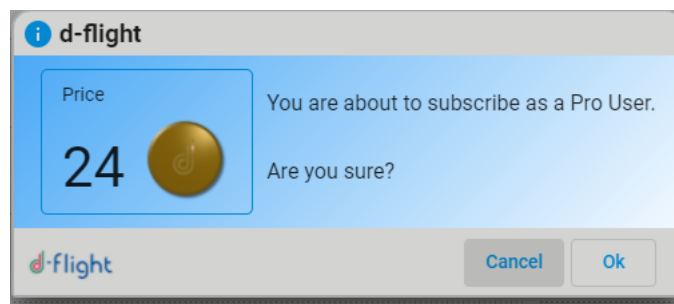 d-flight
Price
24
d
You are about to subscribe as a Pro User.
Are you sure?
d-flight
Cancel
Ok